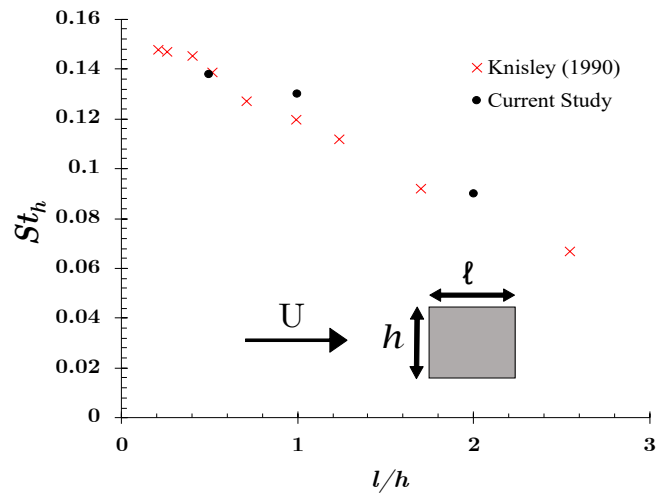 0.16
0.14
0.12
0.1
0.08
0.06
0.04
0.02
0
St_h
× Knisley (1990)
● Current Study
ℓ
U
h
0
1
2
3
l/h